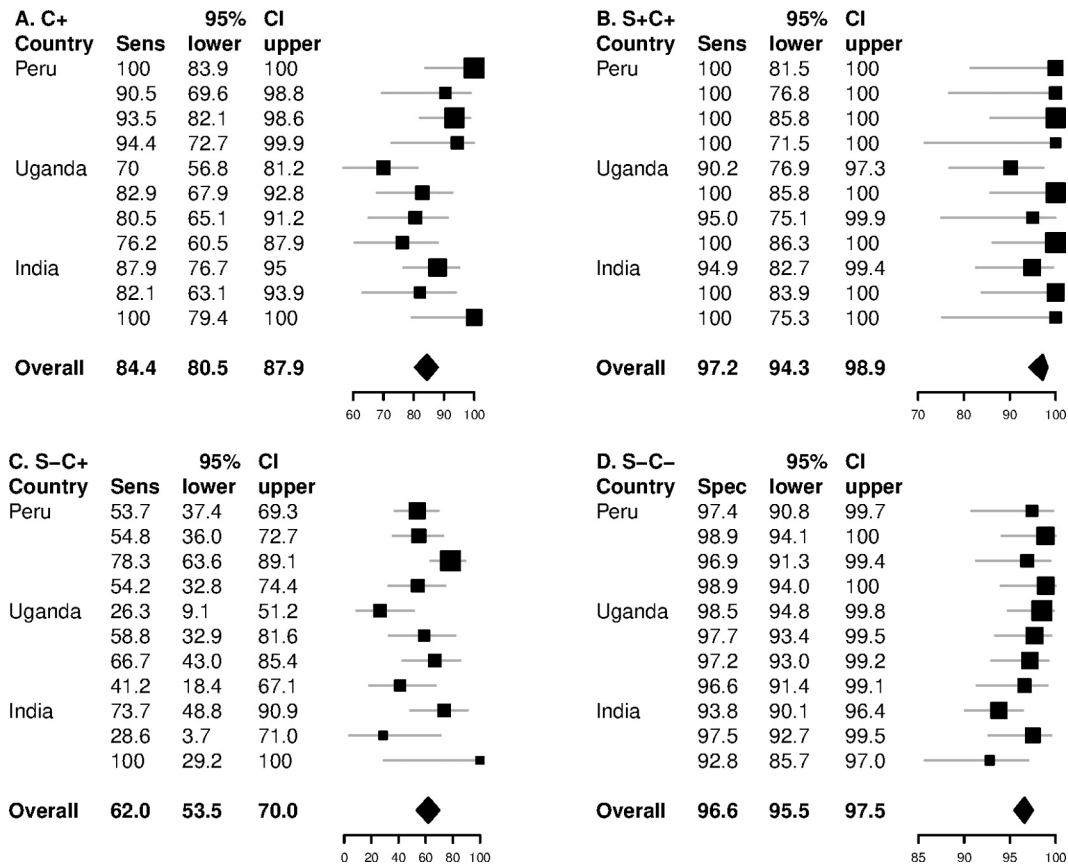 A. C+ 95% CI
Country Sens lower upper
Peru 100 83.9 100
90.5 69.6 98.8
93.5 82.1 98.6
94.4 72.7 99.9
Uganda 70 56.8 81.2
82.9 67.9 92.8
80.5 65.1 91.2
76.2 60.5 87.9
India 87.9 76.7 95
82.1 63.1 93.9
100 79.4 100
Overall 84.4 80.5 87.9
60 70 80 90 100
B. S+C+ 95% CI
Country Sens lower upper
Peru 100 81.5 100
100 76.8 100
100 85.8 100
100 71.5 100
Uganda 90.2 76.9 97.3
100 85.8 100
95.0 75.1 99.9
100 86.3 100
India 94.9 82.7 99.4
100 83.9 100
100 75.3 100
Overall 97.2 94.3 98.9
70 80 90 100
C. S−C+ 95% CI
Country Sens lower upper
Peru 53.7 37.4 69.3
54.8 36.0 72.7
78.3 63.6 89.1
54.2 32.8 74.4
Uganda 26.3 9.1 51.2
58.8 32.9 81.6
66.7 43.0 85.4
41.2 18.4 67.1
India 73.7 48.8 90.9
28.6 3.7 71.0
100 29.2 100
Overall 62.0 53.5 70.0
0 20 40 60 80 100
D. S−C− 95% CI
Country Spec lower upper
Peru 97.4 90.8 99.7
98.9 94.1 100
96.9 91.3 99.4
98.9 94.0 100
Uganda 98.5 94.8 99.8
97.7 93.4 99.5
97.2 93.0 99.2
96.6 91.4 99.1
India 93.8 90.1 96.4
97.5 92.7 99.5
92.8 85.7 97.0
Overall 96.6 95.5 97.5
85 90 95 100